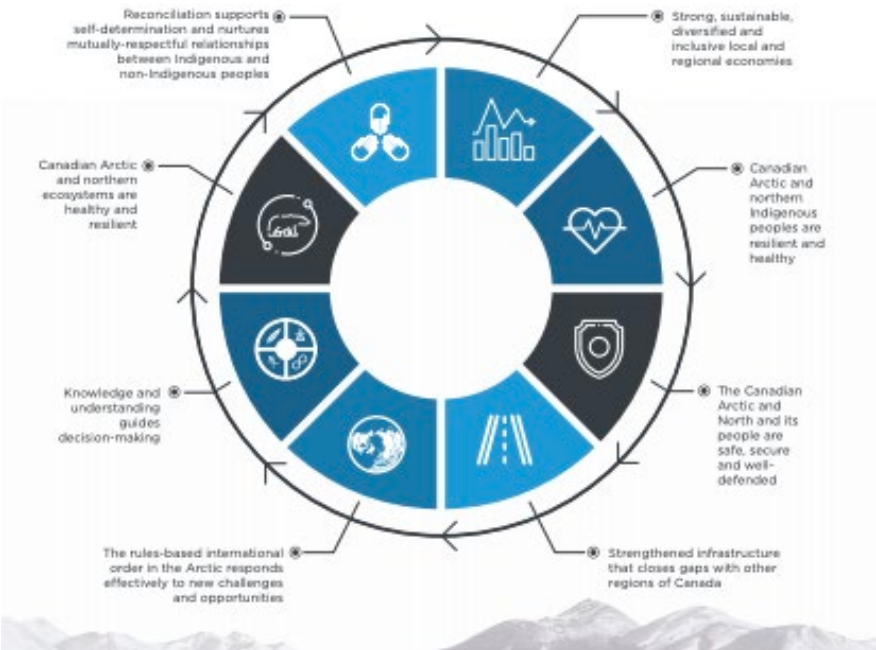 Reconciliation supports
self-determination and nurtures
mutually-respectful relationships
between Indigenous and
non-Indigenous peoples
Strong, sustainable,
diversified and
inclusive local and
regional economies
Canadian Arctic
and northern
ecosystems are
healthy and
resilient
Canadian
Arctic and
northern
Indigenous
peoples are
resilient and
healthy
Knowledge and
understanding
guides
decision-making
The Canadian
Arctic and
North and its
people are
safe, secure
and well-
defended
The rules-based international
order in the Arctic responds
effectively to new challenges
and opportunities
Strengthened infrastructure
that closes gaps with other
regions of Canada